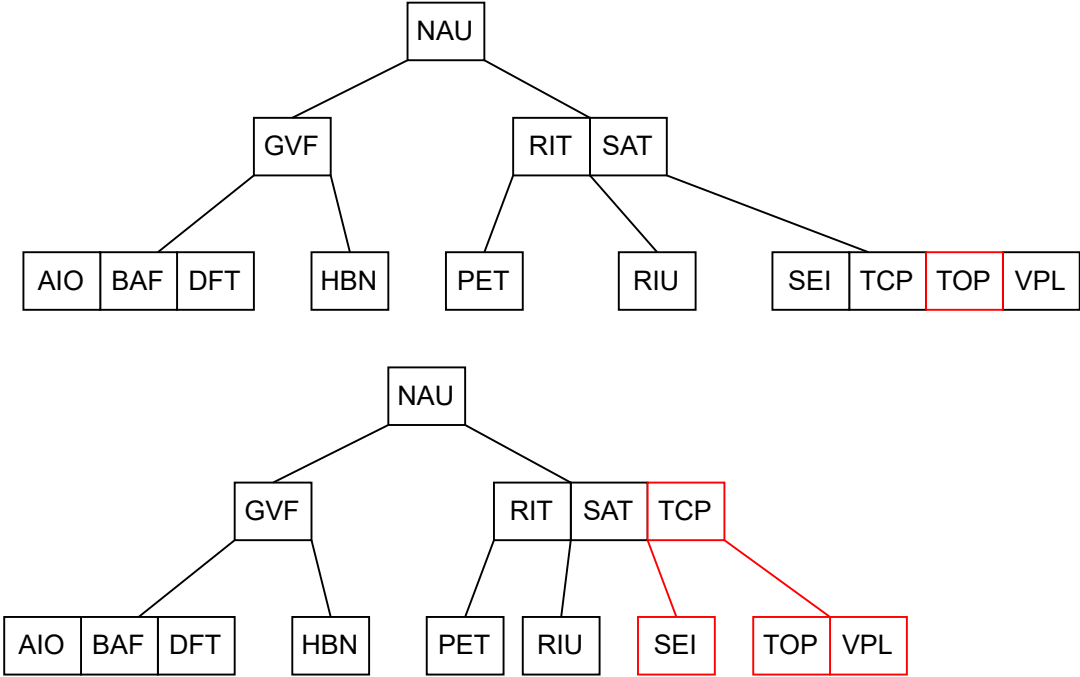 NAU
GVF RIT SAT
AIO BAF DFT HBN PET RIU SEI TCP TOP VPL
NAU
GVF RIT SAT TCP
AIO BAF DFT HBN PET RIU SEI TOP VPL